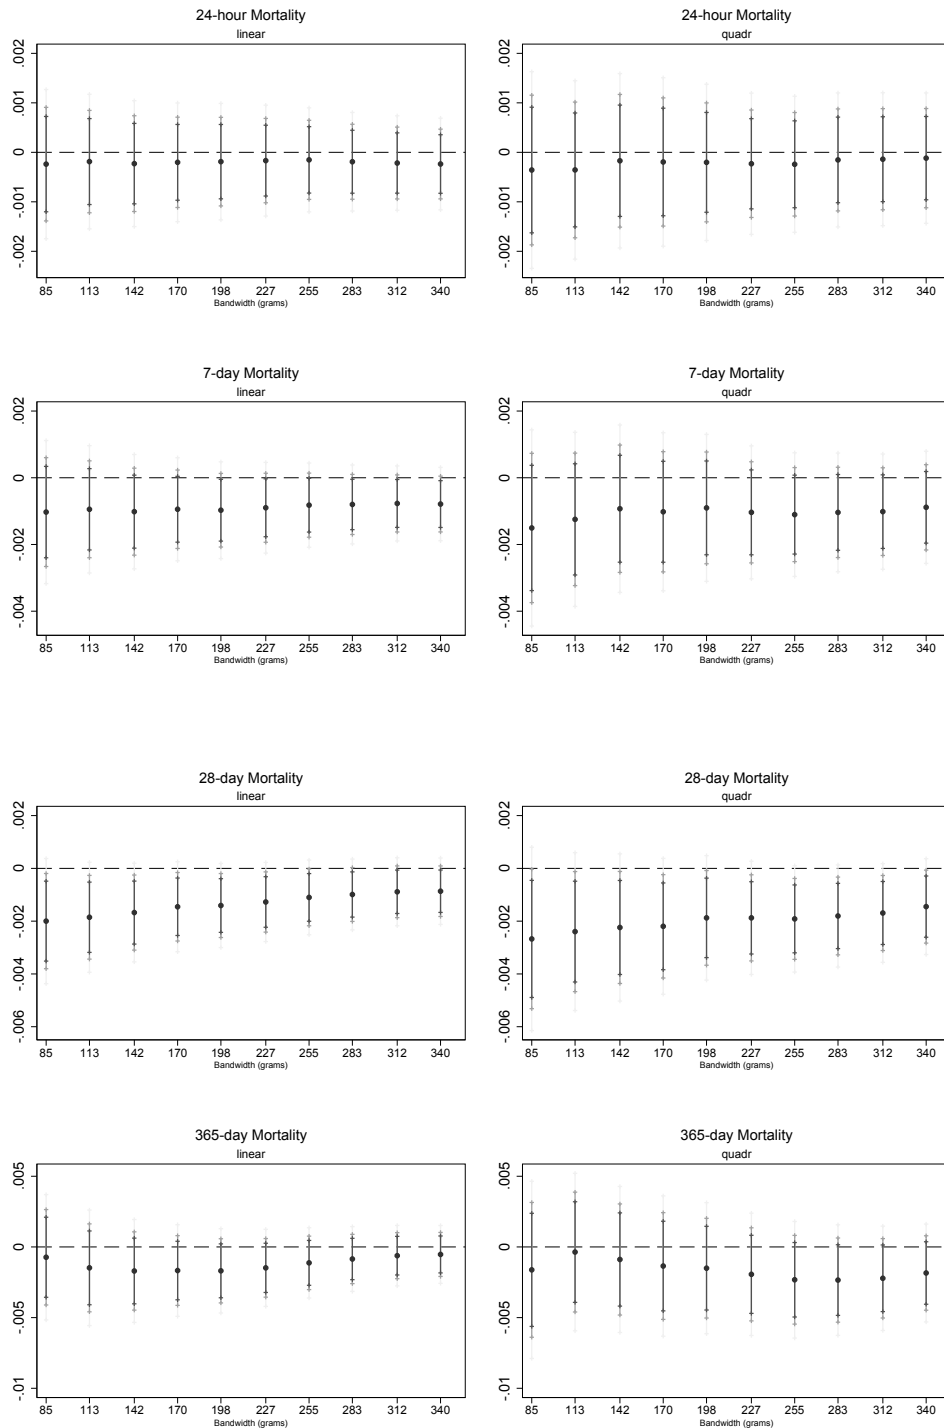 24-hour Mortality
linear
.002
.001
0
-.001
-.002
85 113 142 170 198 227 255 283 312 340
Bandwidth (grams)
24-hour Mortality
quadr
.002
.001
0
-.001
-.002
85 113 142 170 198 227 255 283 312 340
Bandwidth (grams)
7-day Mortality
linear
.002
0
-.002
-.004
85 113 142 170 198 227 255 283 312 340
Bandwidth (grams)
7-day Mortality
quadr
.002
0
-.002
-.004
85 113 142 170 198 227 255 283 312 340
Bandwidth (grams)
28-day Mortality
linear
.002
0
-.002
-.004
-.006
85 113 142 170 198 227 255 283 312 340
Bandwidth (grams)
28-day Mortality
quadr
.002
0
-.002
-.004
-.006
85 113 142 170 198 227 255 283 312 340
Bandwidth (grams)
365-day Mortality
linear
.005
0
-.005
-.01
85 113 142 170 198 227 255 283 312 340
Bandwidth (grams)
365-day Mortality
quadr
.005
0
-.005
-.01
85 113 142 170 198 227 255 283 312 340
Bandwidth (grams)